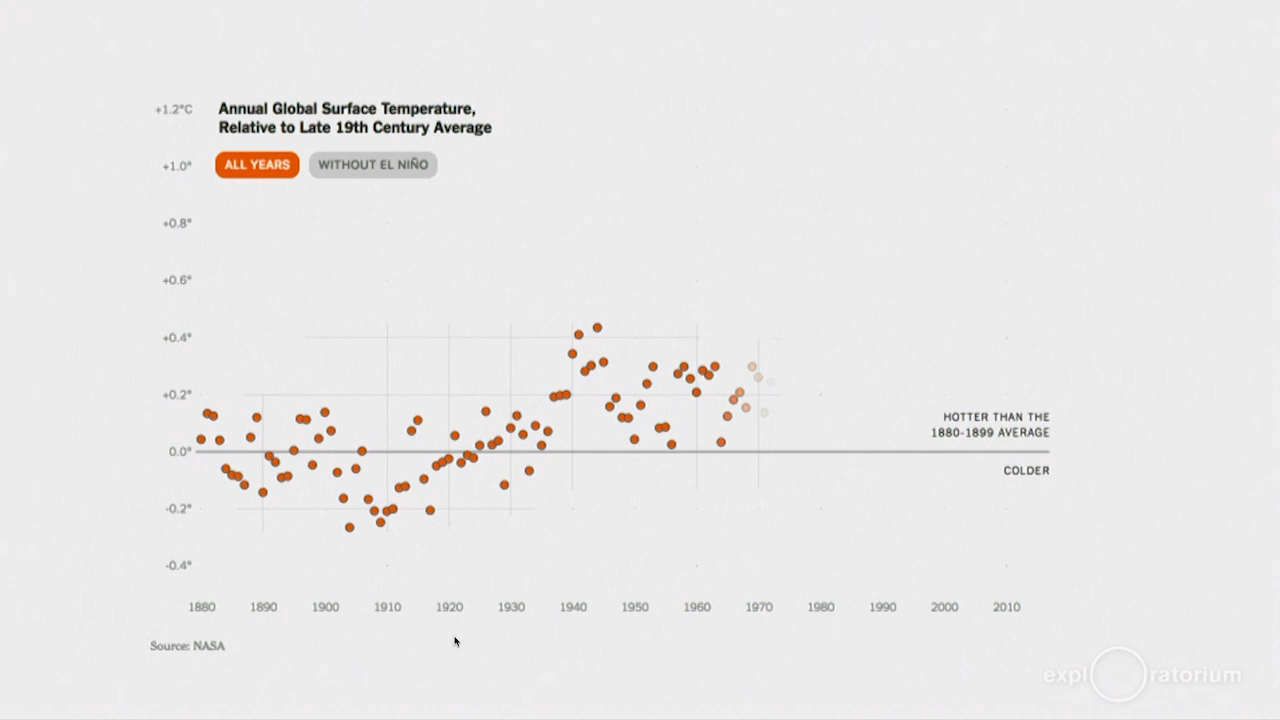 +1.2°C
Annual Global Surface Temperature,
Relative to Late 19th Century Average
+1.0°
ALL YEARS
WITHOUT EL NIÑO
+0.8°
+0.6°
+0.4°
+0.2°
HOTTER THAN THE
1880-1899 AVERAGE
0.0°
COLDER
-0.2°
-0.4°
1880 1890 1900 1910 1920 1930 1940 1950 1960 1970 1980 1990 2000 2010
Source: NASA
explOratorium